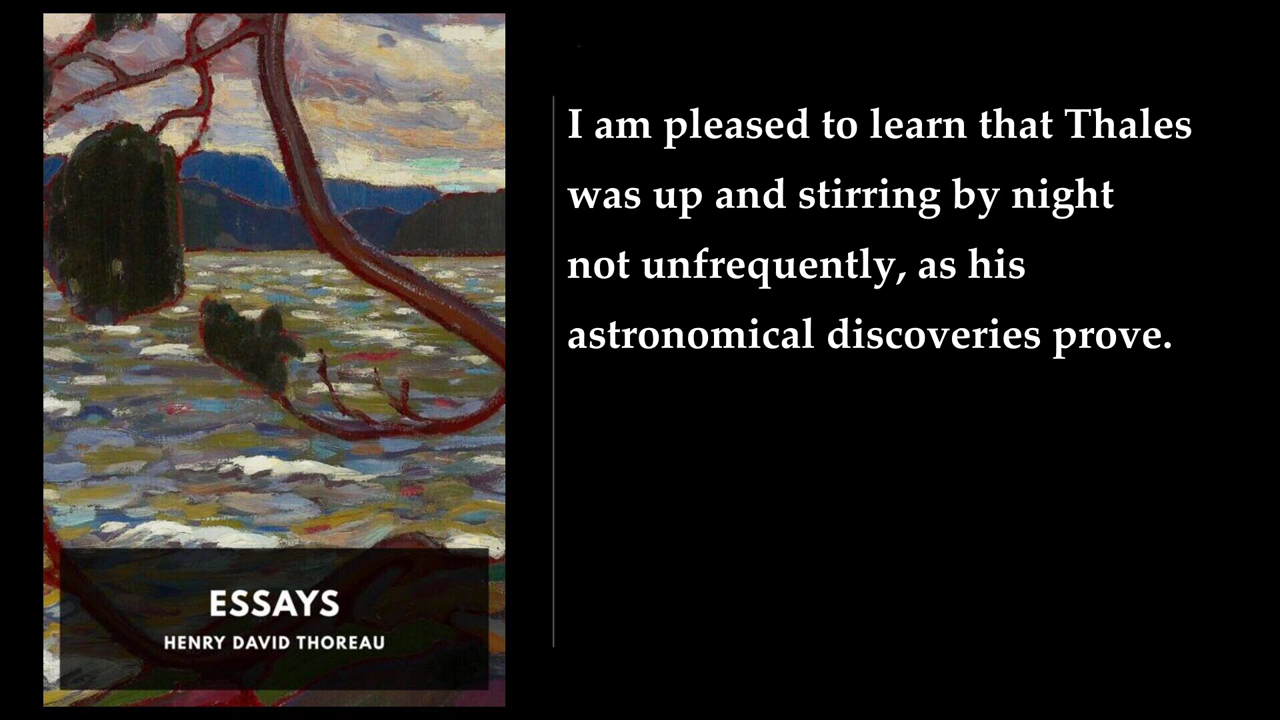 I am pleased to learn that Thales
was up and stirring by night
not unfrequently, as his
astronomical discoveries prove.
ESSAYS
HENRY DAVID THOREAU